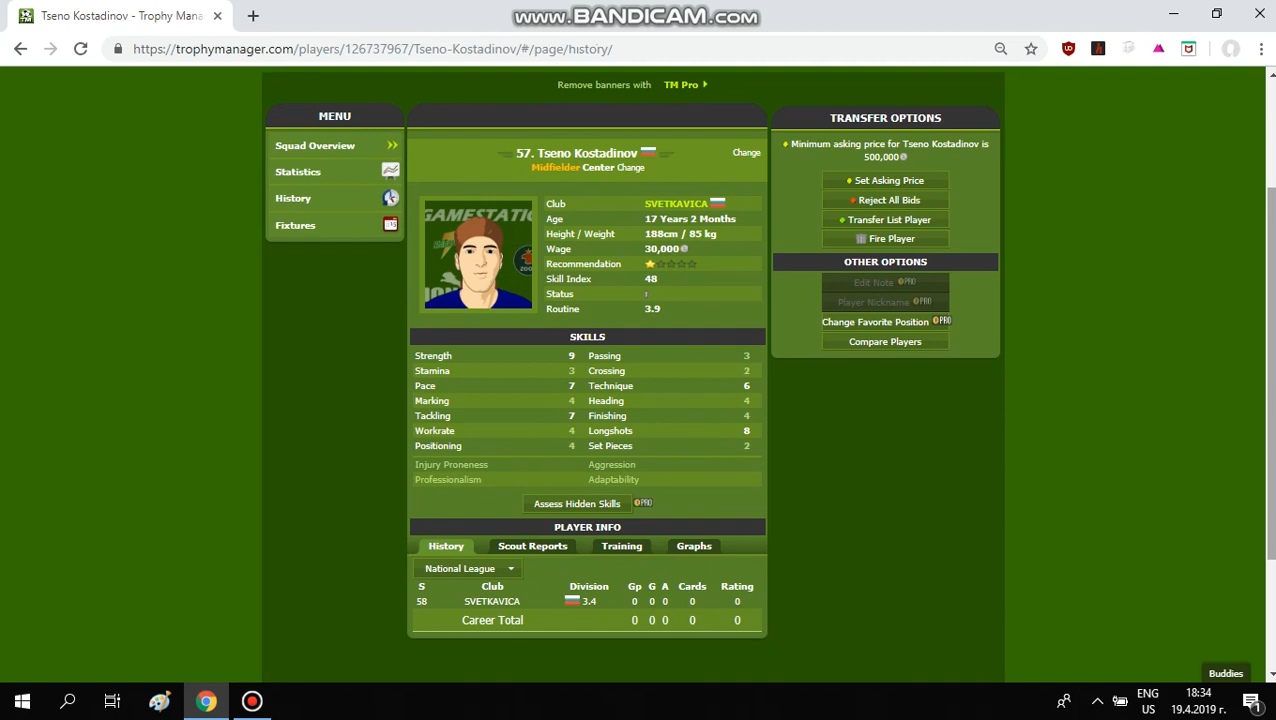 www.BANDICAM.com
Tseno Kostadinov - Trophy Mana
https://trophymanager.com/players/126737967/Tseno-Kostadinov/#/page/history/
Remove banners with TM Pro
MENU
Squad Overview
Statistics
History
Fixtures
57. Tseno Kostadinov
Change
Midfielder Center Change
GAMESTATIC
Club SVETKAVICA
Age 17 Years 2 Months
Height / Weight 188cm / 85 kg
Wage 30,000
Recommendation
Skill Index 48
Status
Routine 3.9
SKILLS
Strength 9 Passing 3
Stamina 3 Crossing 2
Pace 7 Technique 6
Marking 4 Heading 4
Tackling 7 Finishing 4
Workrate 4 Longshots 8
Positioning 4 Set Pieces 2
Injury Proneness Aggression
Professionalism Adaptability
Assess Hidden Skills PRO
PLAYER INFO
History Scout Reports Training Graphs
National League
S Club Division Gp G A Cards Rating
58 SVETKAVICA 3.4 0 0 0 0 0
Career Total 0 0 0 0 0
TRANSFER OPTIONS
Minimum asking price for Tseno Kostadinov is
500,000
Set Asking Price
Reject All Bids
Transfer List Player
Fire Player
OTHER OPTIONS
Edit Note PRO
Player Nickname PRO
Change Favorite Position PRO
Compare Players
Buddies
ENG
US
18:34
19.4.2019 г.
1